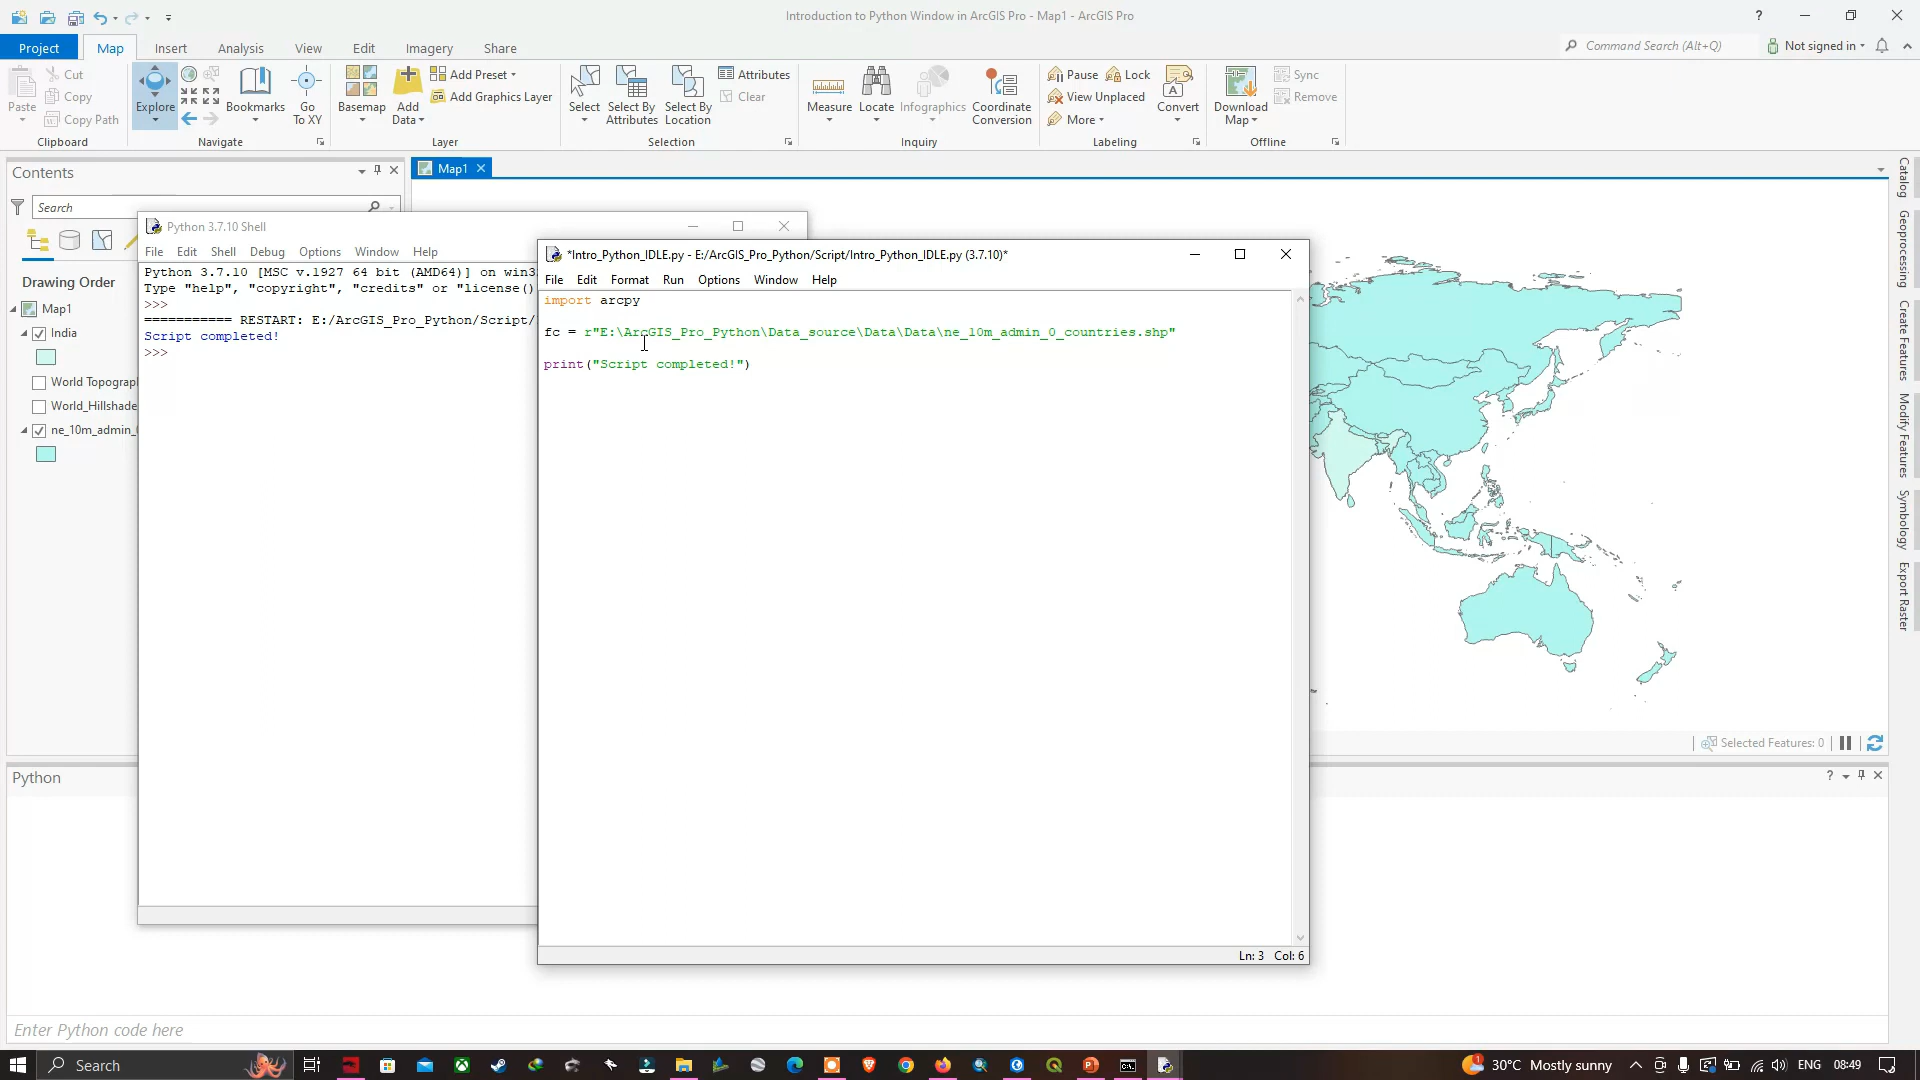 Introduction to Python Window in ArcGIS Pro - Map1 - ArcGIS Pro
?
Project Map Insert Analysis View Edit Imagery Share
Command Search (Alt+Q)
Not signed in
Paste
Cut
Copy
Copy Path
Clipboard
Explore
Bookmarks
Go
To XY
Navigate
Basemap
Add
Data
Add Preset
Add Graphics Layer
Layer
Select
Select By
Attributes
Select By
Location
Attributes
Clear
Selection
Measure
Locate
Infographics
Coordinate
Conversion
Inquiry
Pause
Lock
View Unplaced
More
Convert
Labeling
Download
Map
Sync
Remove
Offline
Contents
Search
Drawing Order
Map1
India
World Topograp
World_Hillshade
ne_10m_admin_
Map1
Python 3.7.10 Shell
File Edit Shell Debug Options Window Help
Python 3.7.10 [MSC v.1927 64 bit (AMD64)] on win3
Type "help", "copyright", "credits" or "license()
>>>
=========== RESTART: E:/ArcGIS_Pro_Python/Script/
Script completed!
>>>
*Intro_Python_IDLE.py - E:/ArcGIS_Pro_Python/Script/Intro_Python_IDLE.py (3.7.10)*
File Edit Format Run Options Window Help
import arcpy
fc = r"E:\ArcGIS_Pro_Python\Data_source\Data\Data\ne_10m_admin_0_countries.shp"
print("Script completed!")
Ln: 3 Col: 6
Catalog
Geoprocessing
Create Features
Modify Features
Symbology
Export Raster
Selected Features: 0
Python
?
Enter Python code here
Search
1
30°C Mostly sunny
ENG
08:49